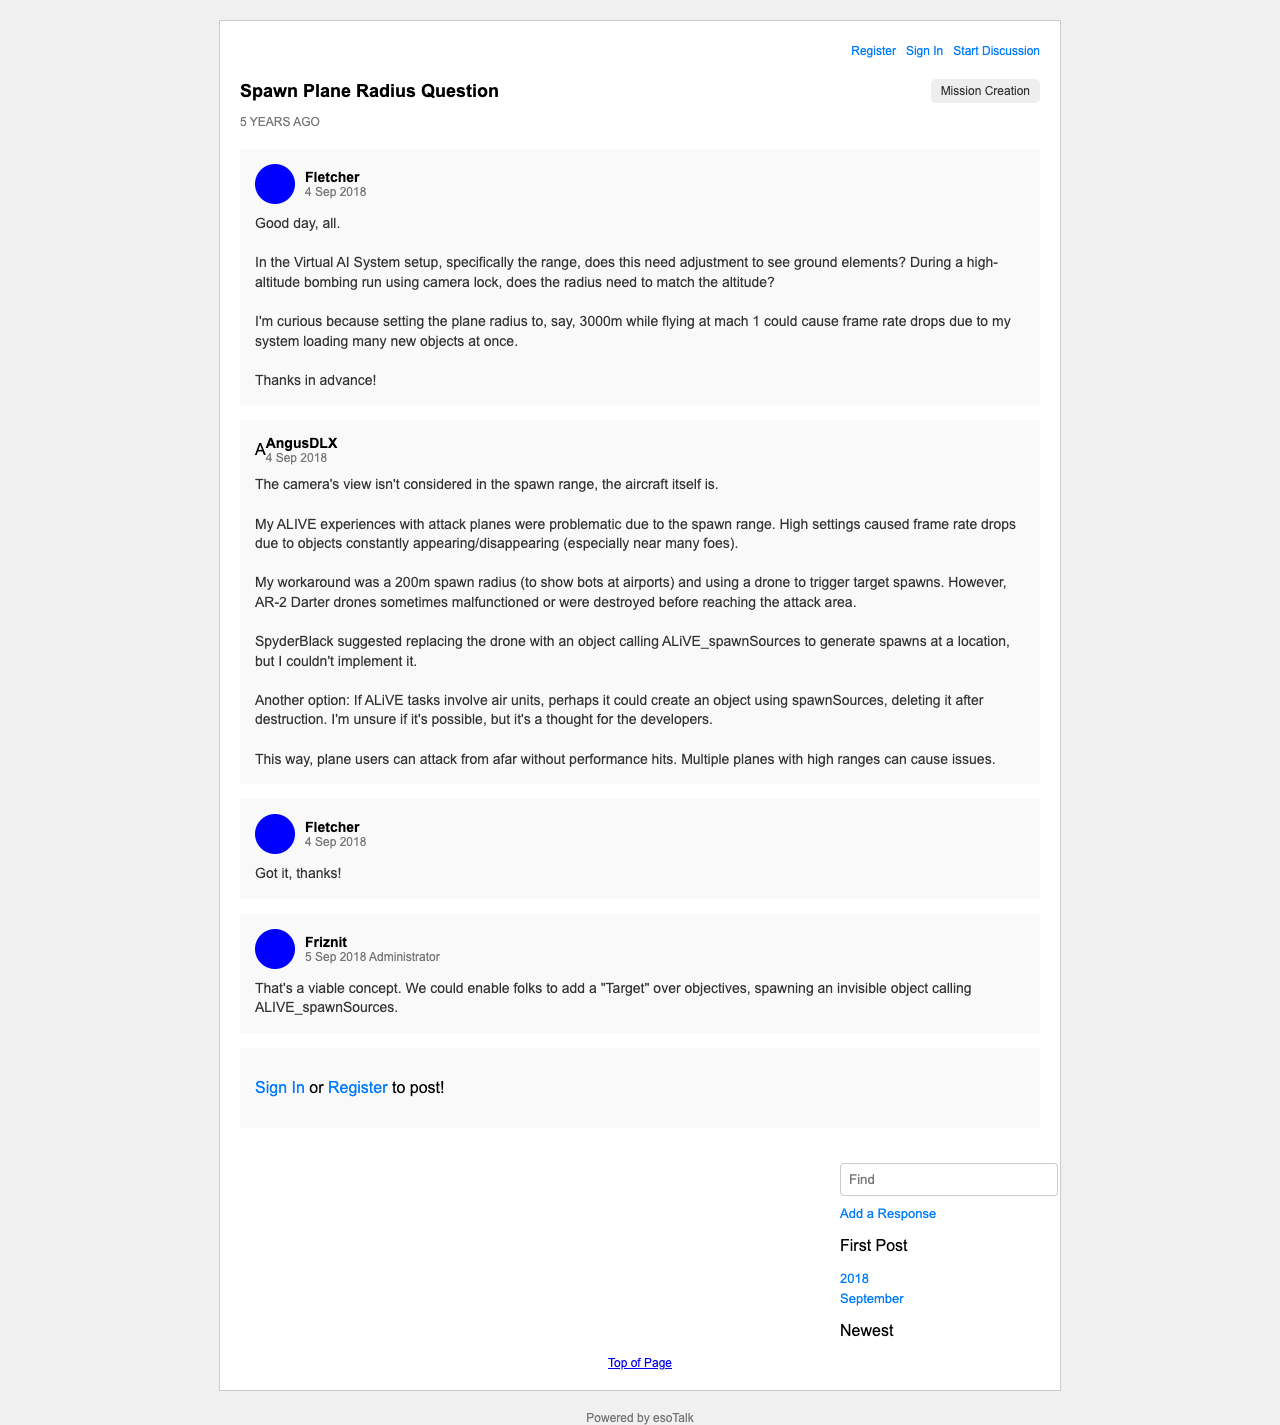 Register Sign In Start Discussion
Spawn Plane Radius Question
Mission Creation
5 YEARS AGO
Fletcher
4 Sep 2018
Good day, all.
In the Virtual AI System setup, specifically the range, does this need adjustment to see ground elements? During a high-
altitude bombing run using camera lock, does the radius need to match the altitude?
I'm curious because setting the plane radius to, say, 3000m while flying at mach 1 could cause frame rate drops due to my
system loading many new objects at once.
Thanks in advance!
A
AngusDLX
4 Sep 2018
The camera's view isn't considered in the spawn range, the aircraft itself is.
My ALIVE experiences with attack planes were problematic due to the spawn range. High settings caused frame rate drops
due to objects constantly appearing/disappearing (especially near many foes).
My workaround was a 200m spawn radius (to show bots at airports) and using a drone to trigger target spawns. However,
AR-2 Darter drones sometimes malfunctioned or were destroyed before reaching the attack area.
SpyderBlack suggested replacing the drone with an object calling ALiVE_spawnSources to generate spawns at a location,
but I couldn't implement it.
Another option: If ALiVE tasks involve air units, perhaps it could create an object using spawnSources, deleting it after
destruction. I'm unsure if it's possible, but it's a thought for the developers.
This way, plane users can attack from afar without performance hits. Multiple planes with high ranges can cause issues.
Fletcher
4 Sep 2018
Got it, thanks!
Friznit
5 Sep 2018 Administrator
That's a viable concept. We could enable folks to add a "Target" over objectives, spawning an invisible object calling
ALIVE_spawnSources.
Sign In or Register to post!
Find
Add a Response
First Post
2018
September
Newest
Top of Page
Powered by esoTalk